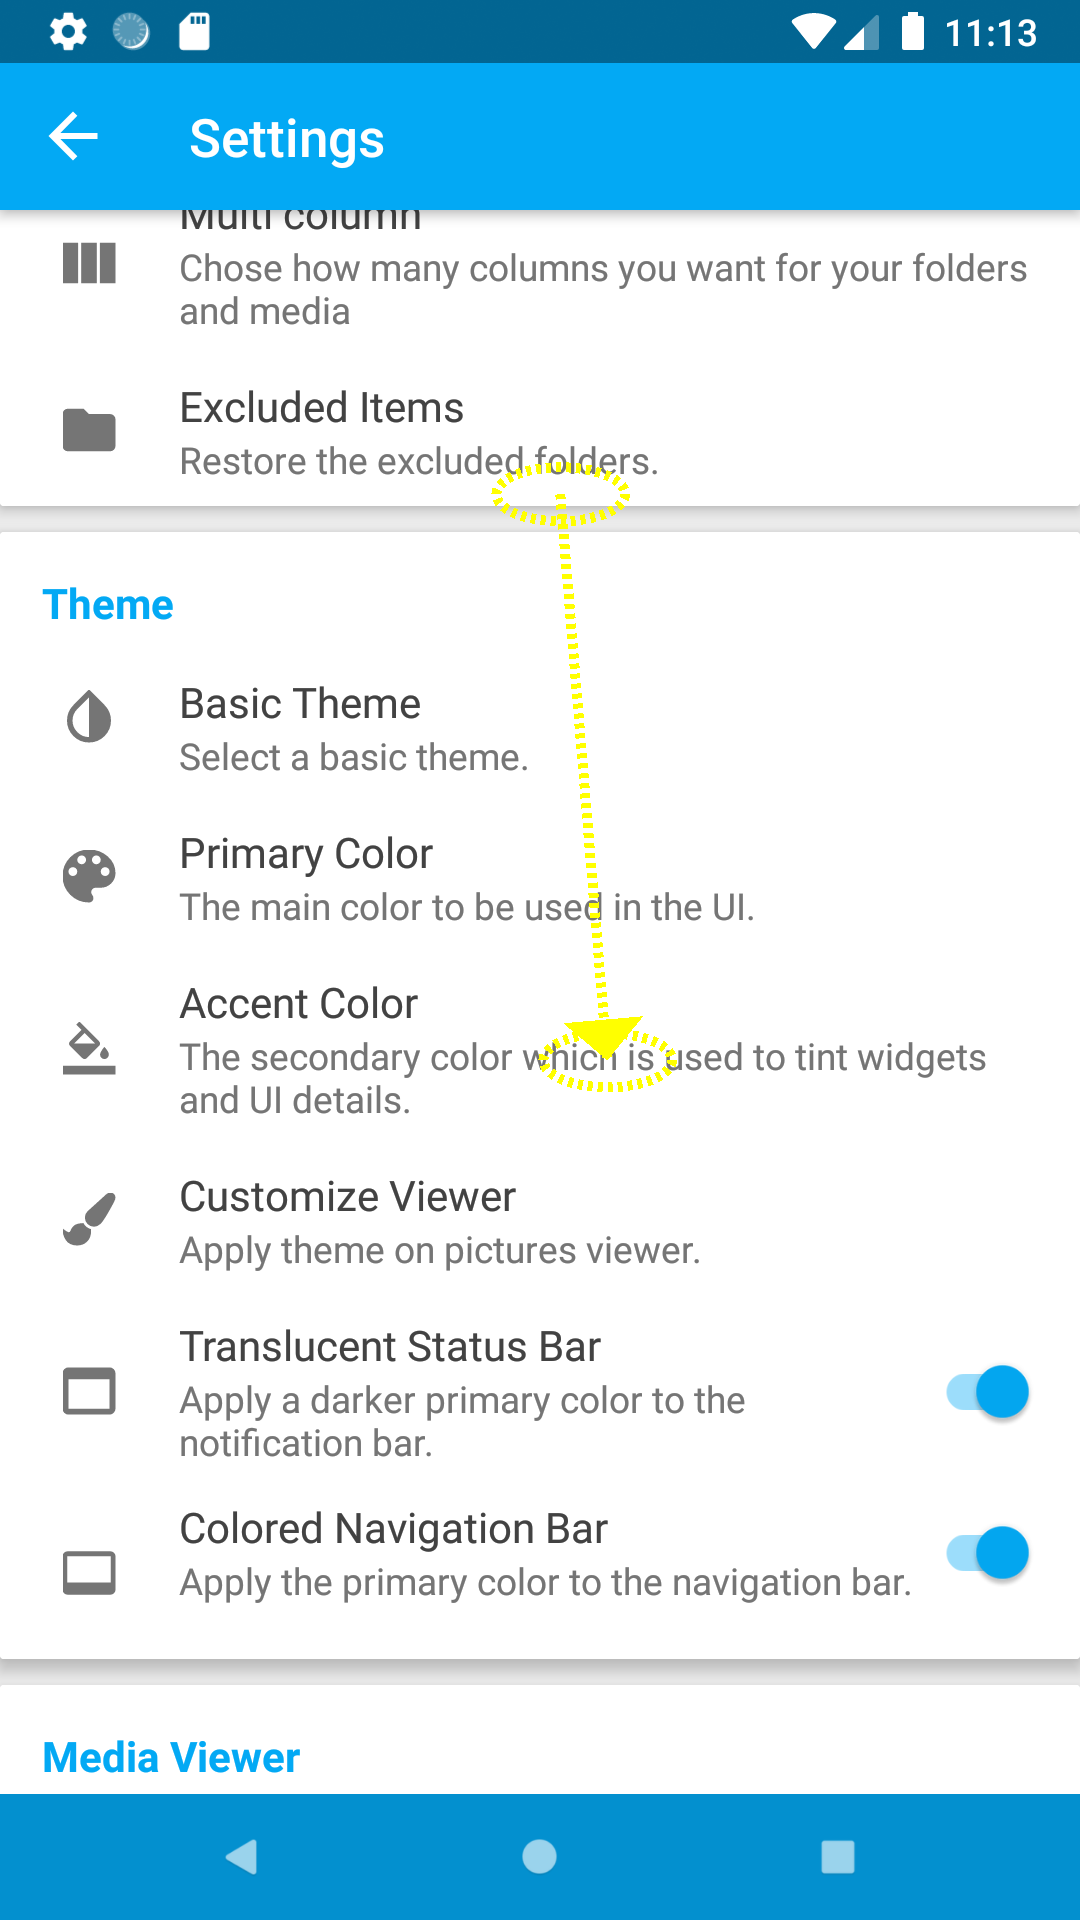 11:13
Settings
Multi column
Chose how many columns you want for your folders
and media
Excluded Items
Restore the excluded folders.
Theme
Basic Theme
Select a basic theme.
Primary Color
The main color to be used in the UI.
Accent Color
The secondary color which is used to tint widgets
and UI details.
Customize Viewer
Apply theme on pictures viewer.
Translucent Status Bar
Apply a darker primary color to the
notification bar.
Colored Navigation Bar
Apply the primary color to the navigation bar.
Media Viewer